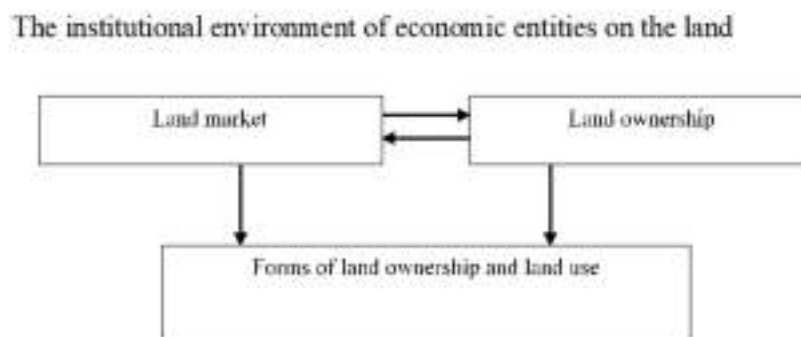 The institutional environment of economic entities on the land
Land market
Land ownership
Forms of land ownership and land use